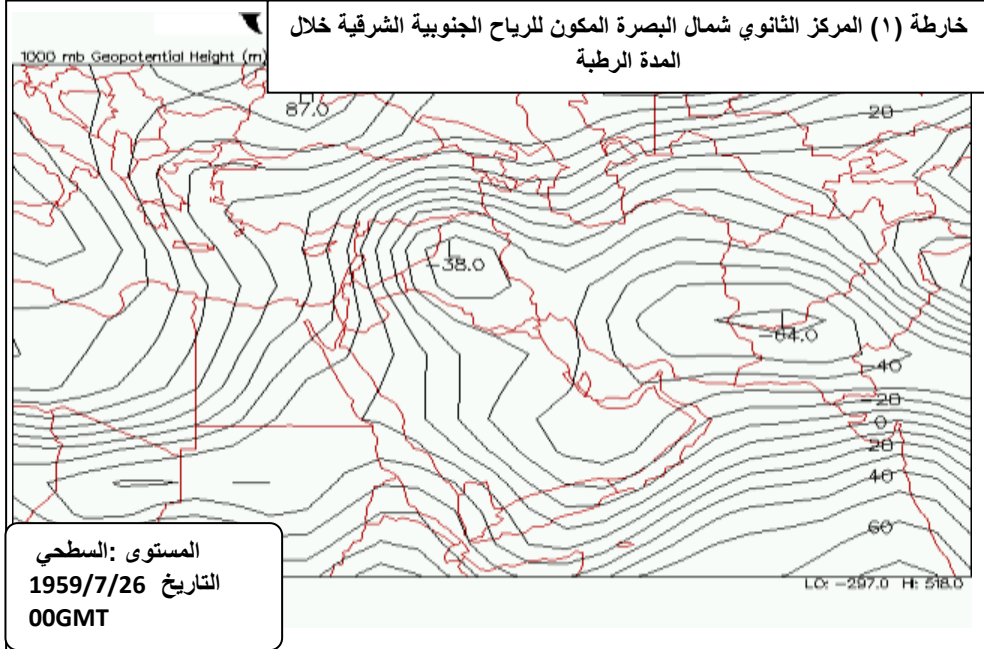 خارطة (١) المركز الثانوي شمال البصرة المكون للرياح الجنوبية الشرقية خلال
المدة الرطبة
1000 mb Geopotential Height (m)
H
87.0
20
L
-38.0
L
-64.0
-40
-20
0
20
40
60
LO: -297.0 HI: 518.0
المستوى :السطحي
التاريخ 1959/7/26
00GMT